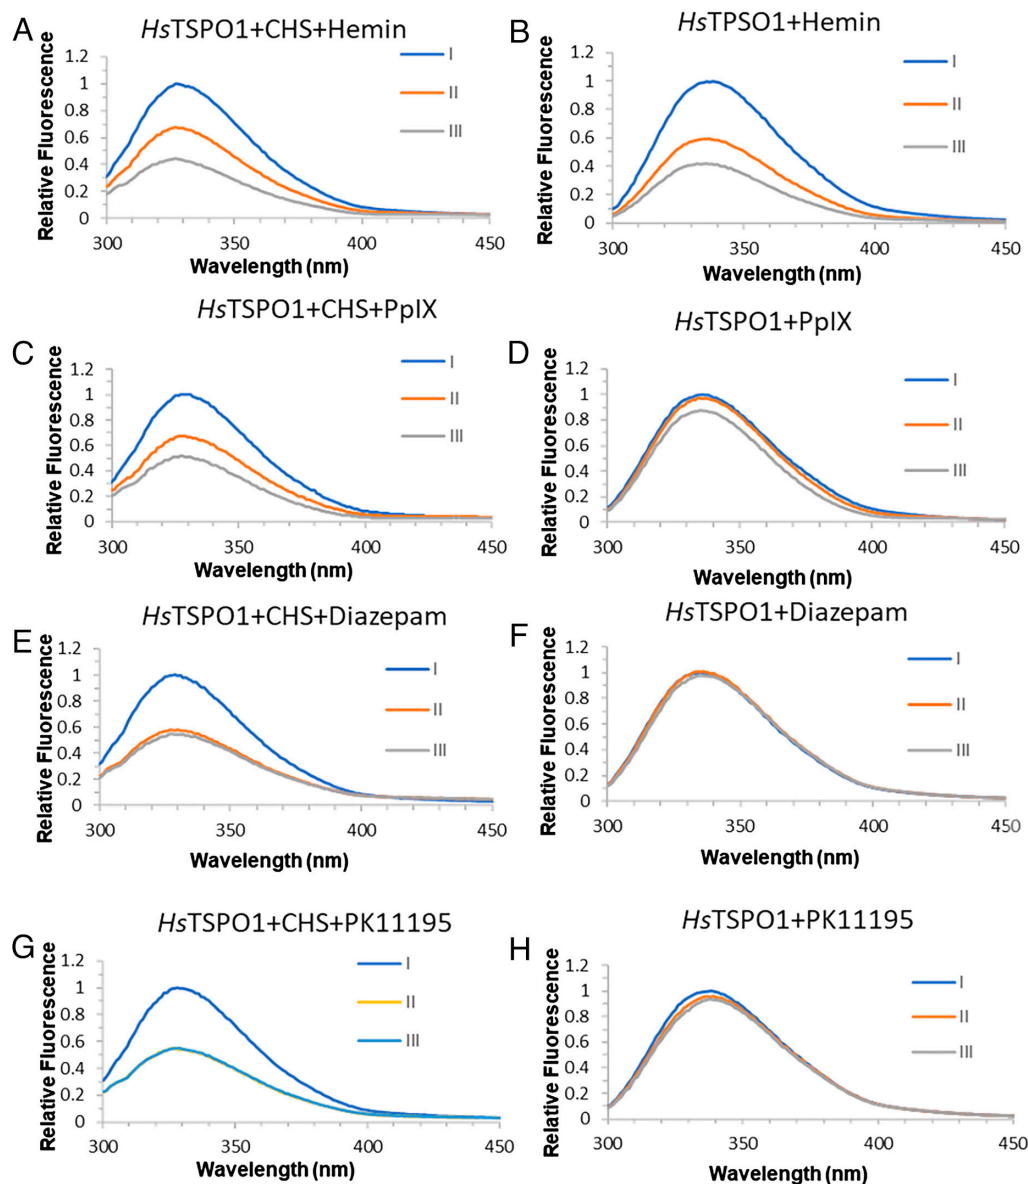 A
HsTSPO1+CHS+Hemin
Relative Fluorescence
1.2
1
0.8
0.6
0.4
0.2
0
I
II
III
300 350 400 450
Wavelength (nm)
B
HsTPSO1+Hemin
Relative Fluorescence
1.2
1
0.8
0.6
0.4
0.2
0
I
II
III
300 350 400 450
Wavelength (nm)
C
HsTSPO1+CHS+PpIX
Relative Fluorescence
1.2
1
0.8
0.6
0.4
0.2
0
I
II
III
300 350 400 450
Wavelength (nm)
D
HsTSPO1+PpIX
Relative Fluorescence
1.2
1
0.8
0.6
0.4
0.2
0
I
II
III
300 350 400 450
Wavelength (nm)
E
HsTSPO1+CHS+Diazepam
Relative Fluorescence
1.2
1
0.8
0.6
0.4
0.2
0
I
II
III
300 350 400 450
Wavelength (nm)
F
HsTSPO1+Diazepam
Relative Fluorescence
1.2
1
0.8
0.6
0.4
0.2
0
I
II
III
300 350 400 450
Wavelength (nm)
G
HsTSPO1+CHS+PK11195
Relative Fluorescence
1.2
1
0.8
0.6
0.4
0.2
0
I
II
III
300 350 400 450
Wavelength (nm)
H
HsTSPO1+PK11195
Relative Fluorescence
1.2
1
0.8
0.6
0.4
0.2
0
I
II
III
300 350 400 450
Wavelength (nm)